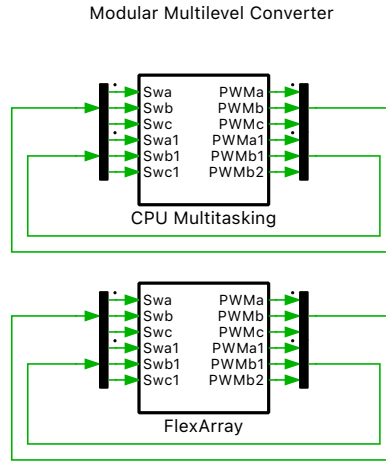 Modular Multilevel Converter
Swa PWMa
Swb PWMb
Swc PWMc
Swa1 PWMa1
Swb1 PWMb1
Swc1 PWMb2
CPU Multitasking
Swa PWMa
Swb PWMb
Swc PWMc
Swa1 PWMa1
Swb1 PWMb1
Swc1 PWMb2
FlexArray